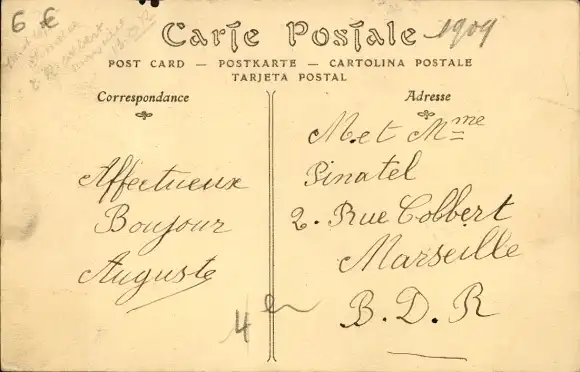 6 €
Carte Postale
1909
POST CARD — POSTKARTE — CARTOLINA POSTALE
TARJETA POSTAL
Correspondance
Adresse
Affectueux
Boujour
Auguste
M. et Mme
Pinatel
2. Rue Colbert
Marseille
B. D. R
4